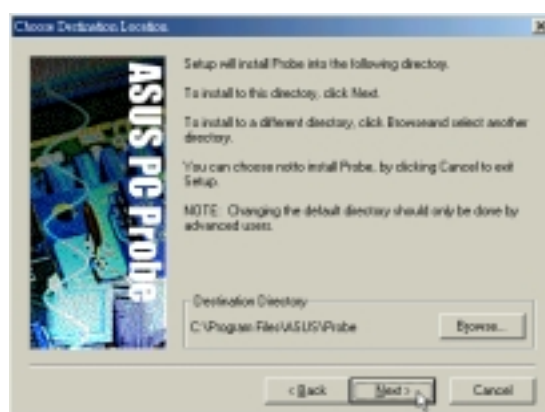 Choose Destination Location
ASUS PC Probe
Setup will install Probe into the following directory.
To install to this directory, click Next.
To install to a different directory, click Browseand select another
directory.
You can choose notto install Probe, by clicking Cancel to exit
Setup.
NOTE: Changing the default directory should only be done by
advanced users.
Destination Directory
C:\Program Files\ASUS\Probe
Browse...
< Back
Next >
Cancel